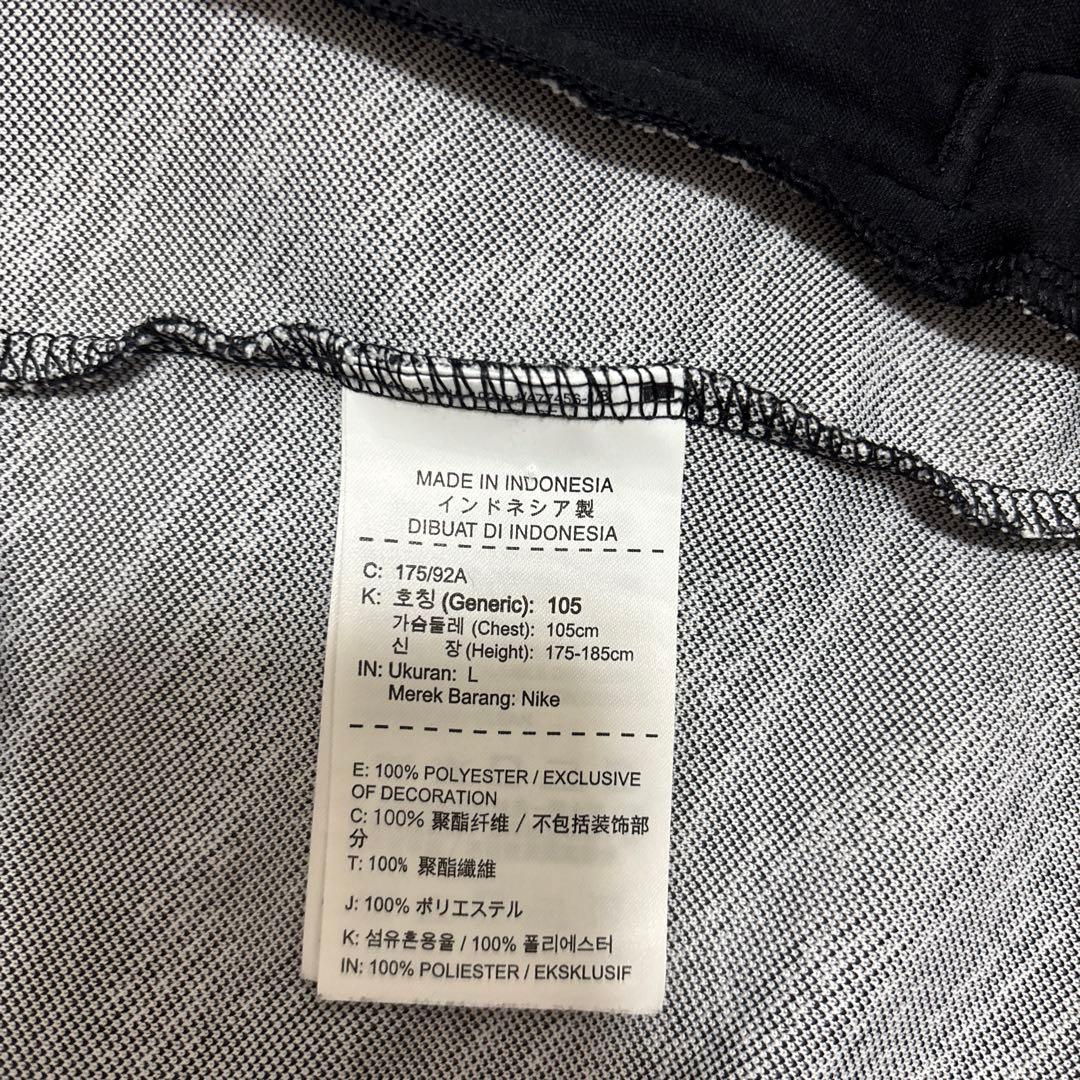 MADE IN INDONESIA
インドネシア製
DIBUAT DI INDONESIA
C: 175/92A
K: 호칭 (Generic): 105
가슴둘레 (Chest): 105cm
신 장 (Height): 175-185cm
IN: Ukuran: L
Merek Barang: Nike
E: 100% POLYESTER / EXCLUSIVE
OF DECORATION
C: 100% 聚酯纤维 / 不包括装饰部
分
T: 100% 聚酯纖維
J: 100% ポリエステル
K: 섬유혼용율 / 100% 폴리에스터
IN: 100% POLIESTER / EKSKLUSIF